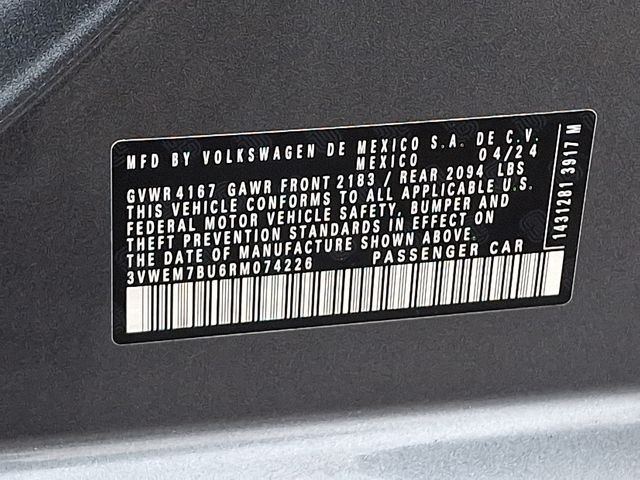 MFD BY VOLKSWAGEN DE MEXICO S.A. DE C.V.
MEXICO 04/24
GVWR 4167 GAWR FRONT 2183 / REAR 2094 LBS
THIS VEHICLE CONFORMS TO ALL APPLICABLE U.S.
FEDERAL MOTOR VEHICLE SAFETY, BUMPER AND
THEFT PREVENTION STANDARDS IN EFFECT ON
THE DATE OF MANUFACTURE SHOWN ABOVE.
3VWEM7BU6RM074226 PASSENGER CAR
1431281 3917 M